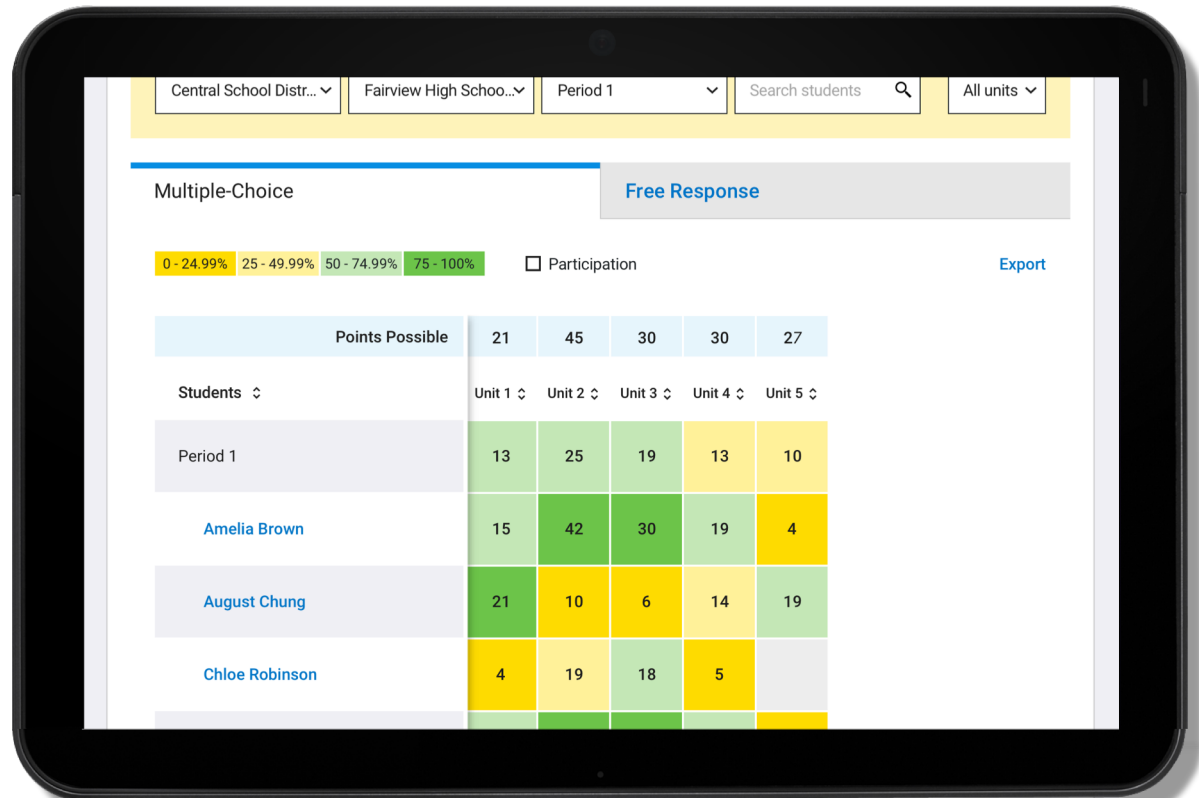 Central School Distr... Fairview High Schoo... Period 1 Search students All units
Multiple-Choice Free Response
0 - 24.99% 25 - 49.99% 50 - 74.99% 75 - 100% Participation Export
Points Possible 21 45 30 30 27
Students Unit 1 Unit 2 Unit 3 Unit 4 Unit 5
Period 1 13 25 19 13 10
Amelia Brown 15 42 30 19 4
August Chung 21 10 6 14 19
Chloe Robinson 4 19 18 5